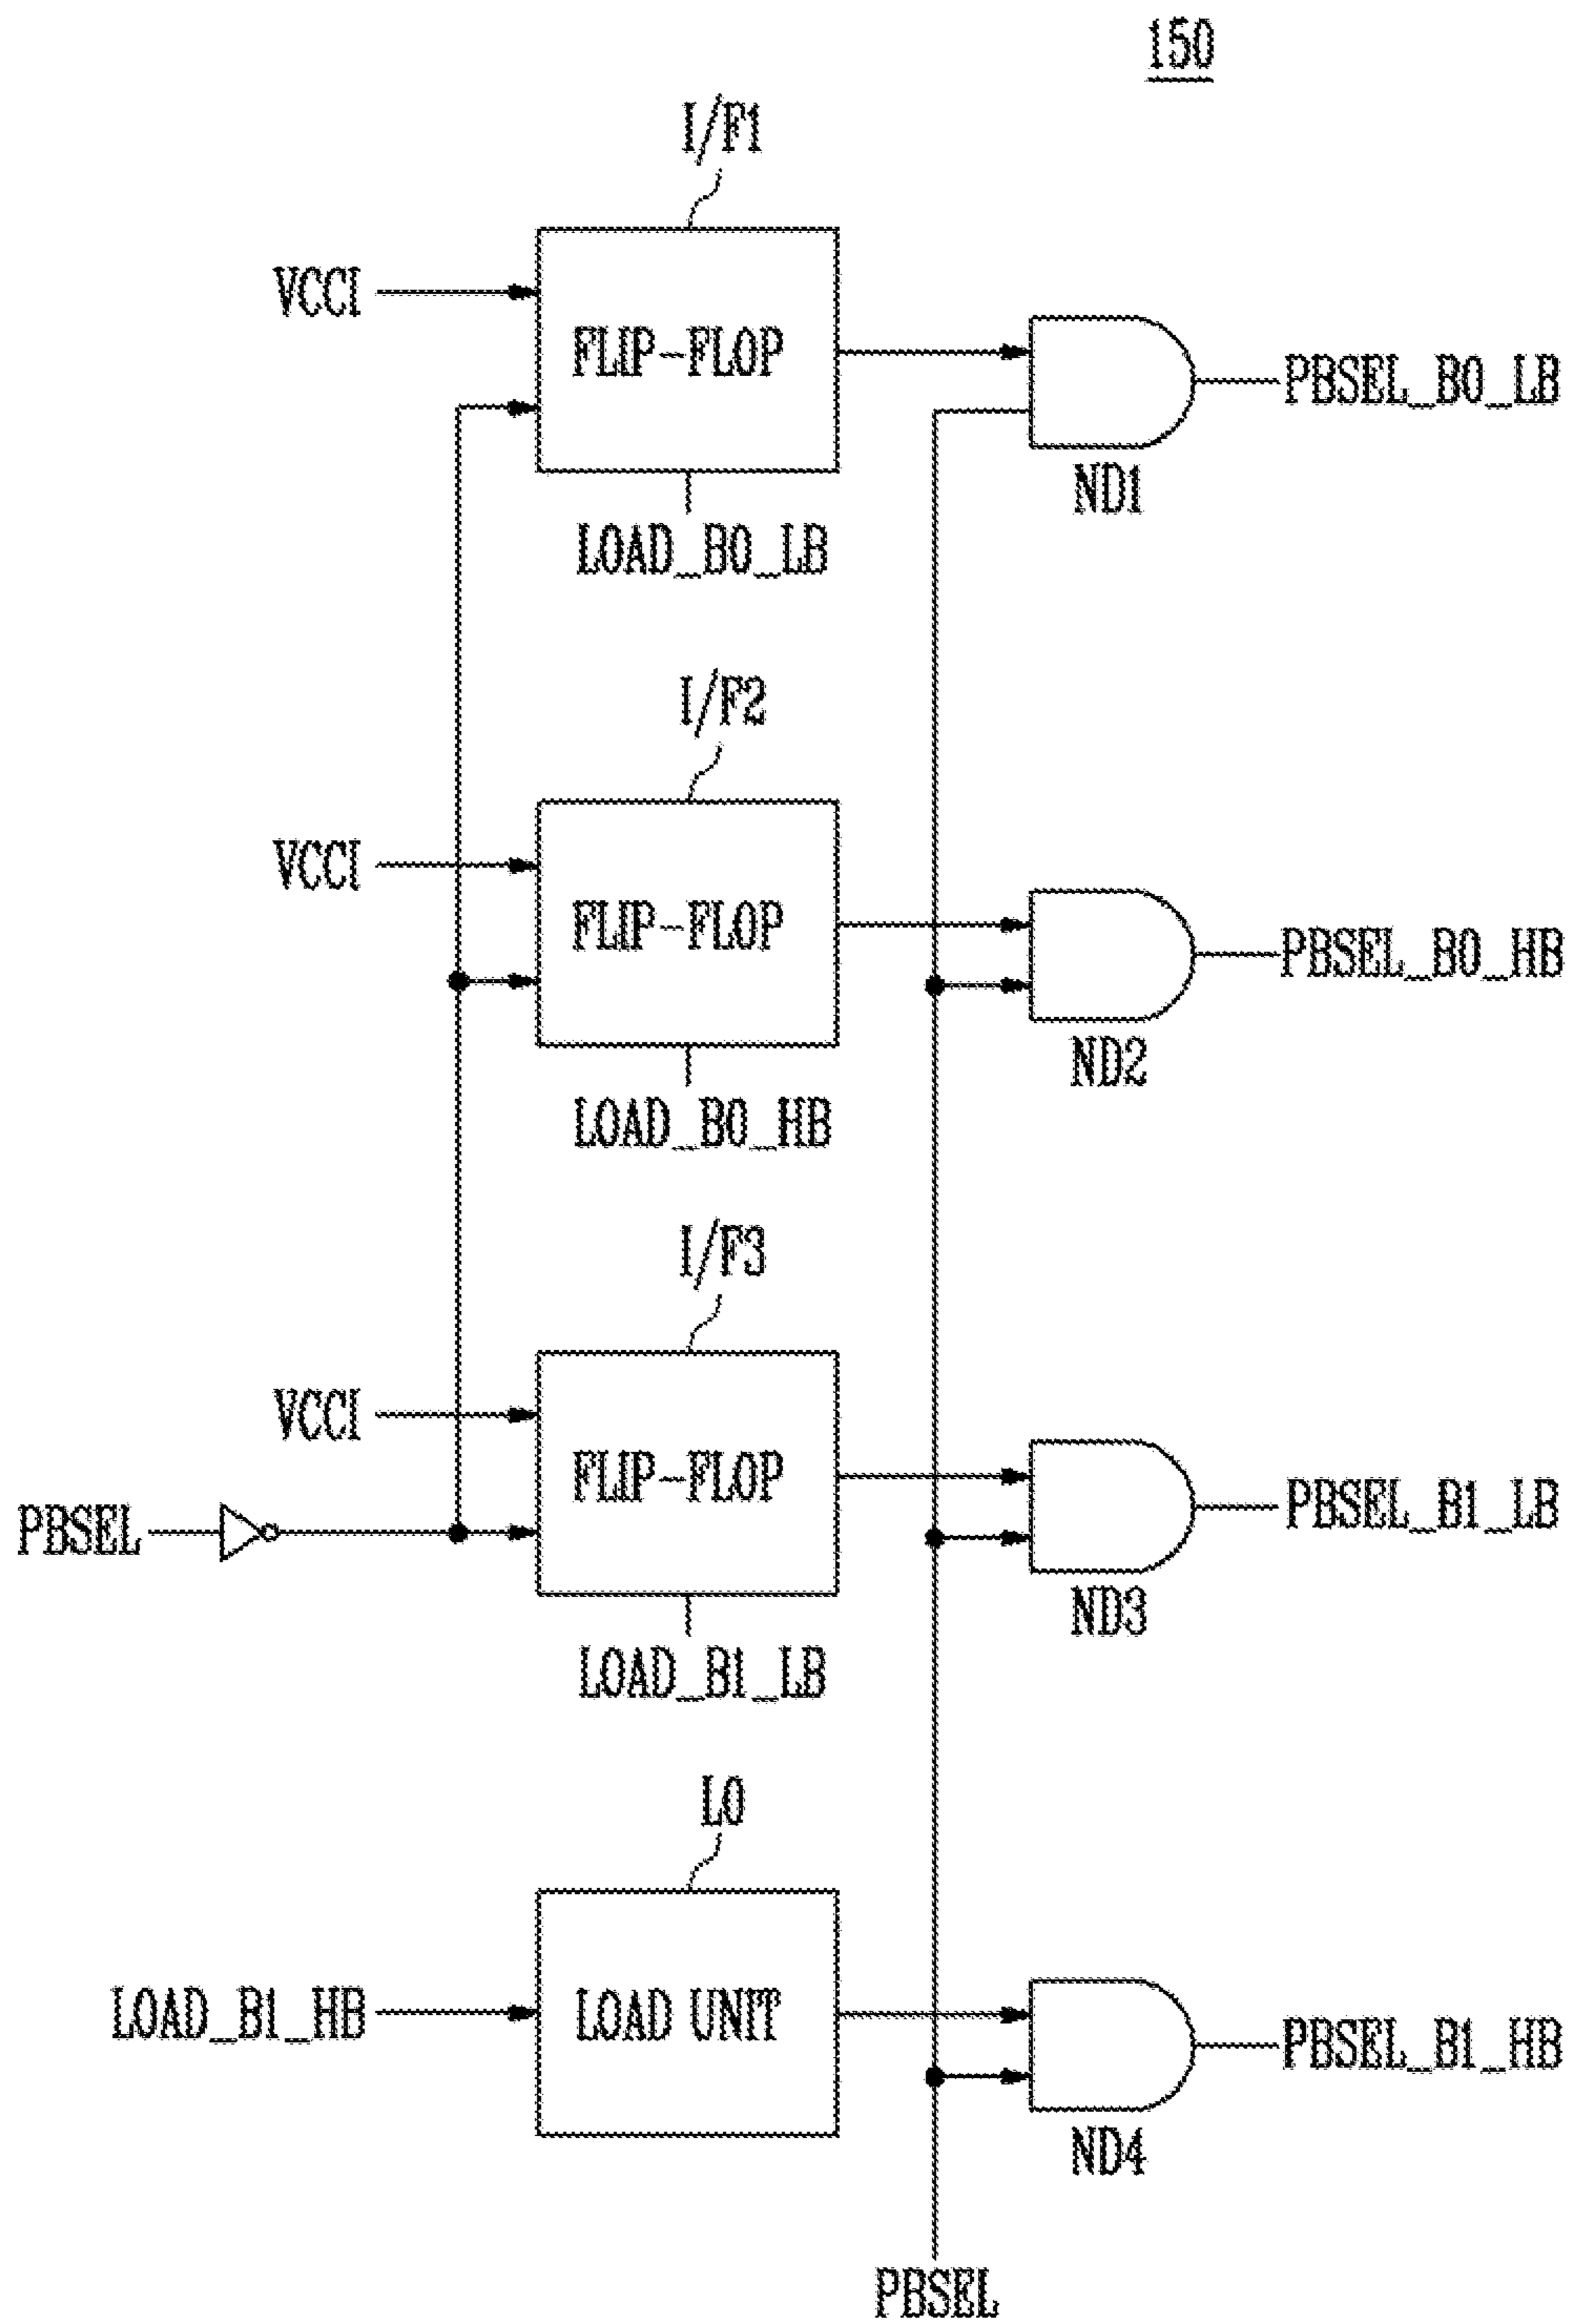 150
I/F1
VCCI
FLIP-FLOP
PBSEL_B0_LB
ND1
LOAD_B0_LB
I/F2
VCCI
FLIP-FLOP
PBSEL_B0_HB
ND2
LOAD_B0_HB
I/F3
VCCI
FLIP-FLOP
PBSEL_B1_LB
PBSEL
ND3
LOAD_B1_LB
L0
LOAD_B1_HB
LOAD UNIT
PBSEL_B1_HB
ND4
PBSEL